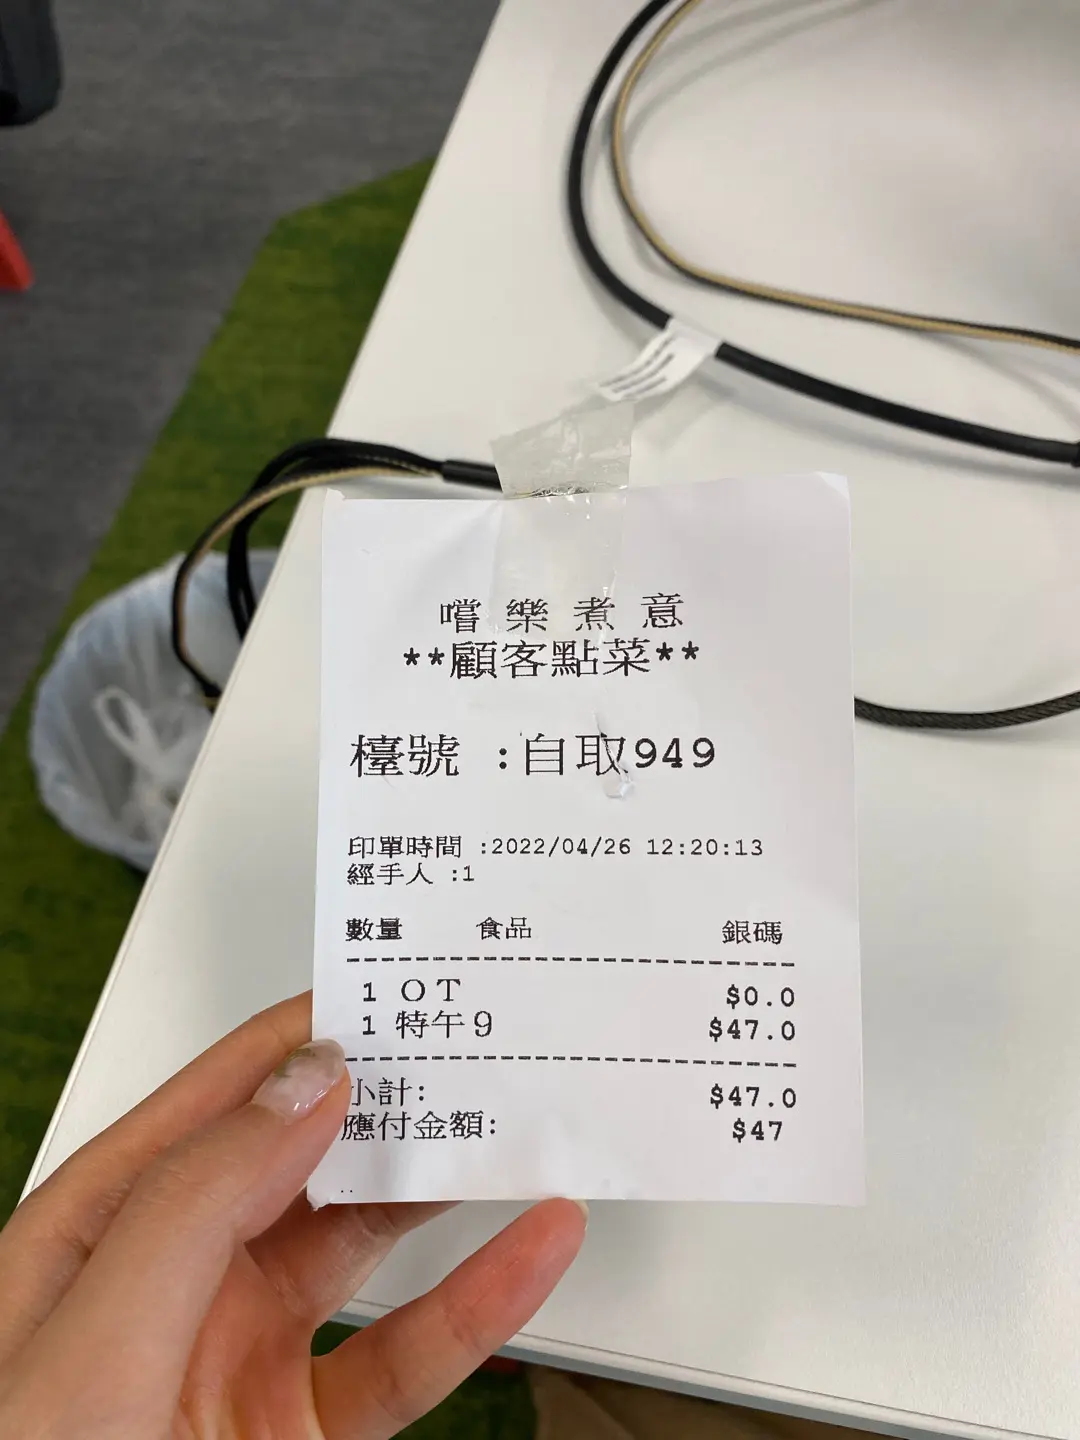 嚐樂煮意
**顧客點菜**
檯號 :自取949
印單時間 :2022/04/26 12:20:13
經手人 :1
數量 食品 銀碼
1 OT $0.0
1 特午9 $47.0
小計: $47.0
應付金額: $47
..